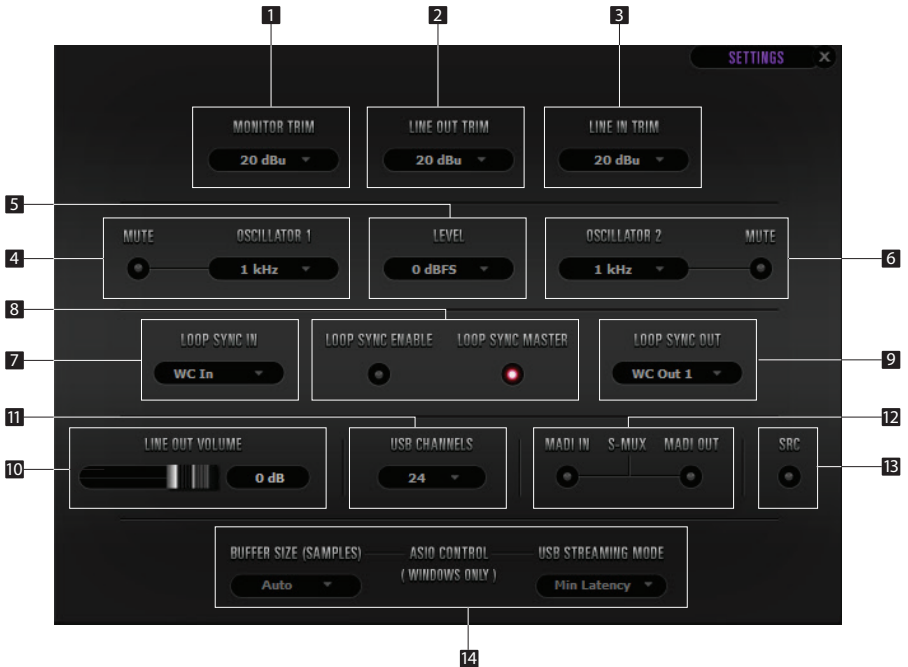 1 2 3
SETTINGS X
MONITOR TRIM LINE OUT TRIM LINE IN TRIM
20 dBu 20 dBu 20 dBu
5
MUTE OSCILLATOR 1 LEVEL OSCILLATOR 2 MUTE
4 1 kHz 0 dBFS 1 kHz 6
8
LOOP SYNC IN LOOP SYNC ENABLE LOOP SYNC MASTER LOOP SYNC OUT
7 WC In WC Out 1 9
11 12
LINE OUT VOLUME USB CHANNELS MADI IN S-MUX MADI OUT SRC
10 0 dB 24 13
BUFFER SIZE (SAMPLES) ASIO CONTROL USB STREAMING MODE
( WINDOWS ONLY )
Auto Min Latency
14